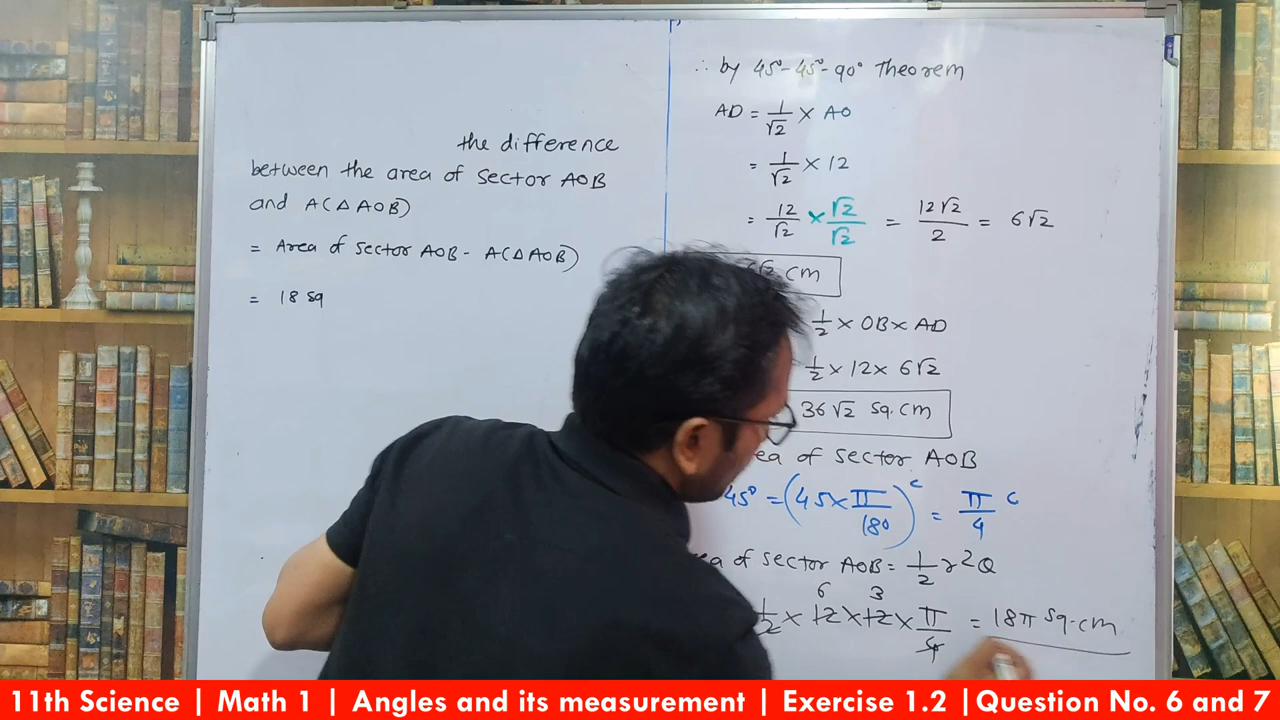 the difference
between the area of sector AOB
and A(△AOB)
= Area of sector AOB - A(△AOB)
= 18 sq
∴ by 45°-45°-90° Theorem
AD = 1/√2 × AO
= 1/√2 × 12
= 12/√2 × √2/√2 = 12√2/2 = 6√2
cm
1/2 × OB × AD
1/2 × 12 × 6√2
36√2 sq.cm
of sector AOB
45° = (45 × π/180)ᶜ = π/4 ᶜ
of sector AOB = 1/2 r²θ
6 3
1/2 × 12 × 12 × π/4 = 18π sq.cm
11th Science | Math 1 | Angles and its measurement | Exercise 1.2 | Question No. 6 and 7